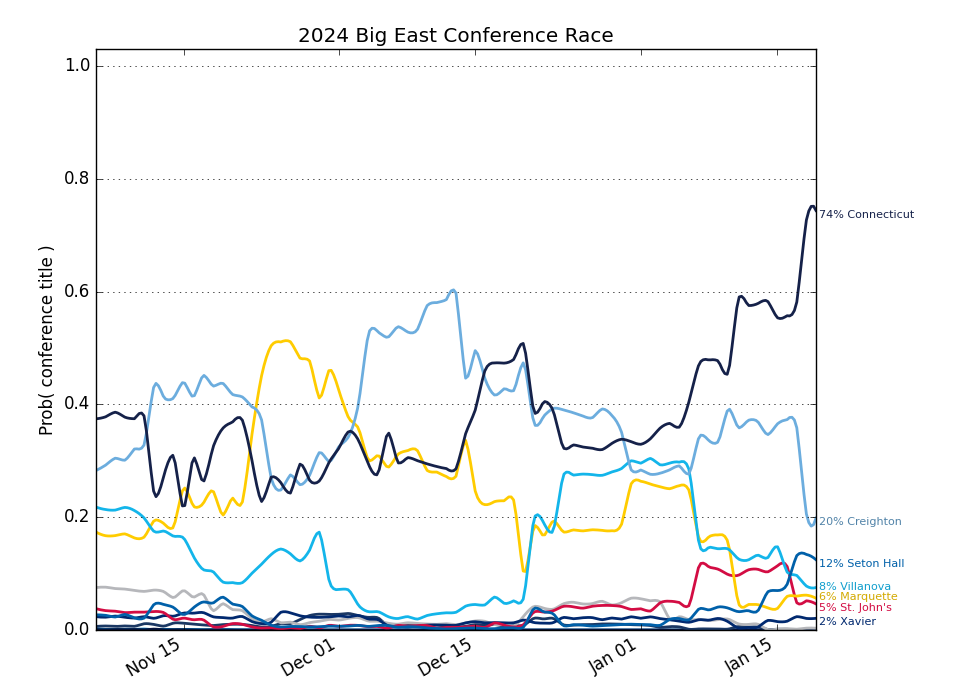 2024 Big East Conference Race
Prob( conference title )
1.0
0.8
0.6
0.4
0.2
0.0
Nov 15
Dec 01
Dec 15
Jan 01
Jan 15
74% Connecticut
20% Creighton
12% Seton Hall
8% Villanova
6% Marquette
5% St. John's
2% Xavier